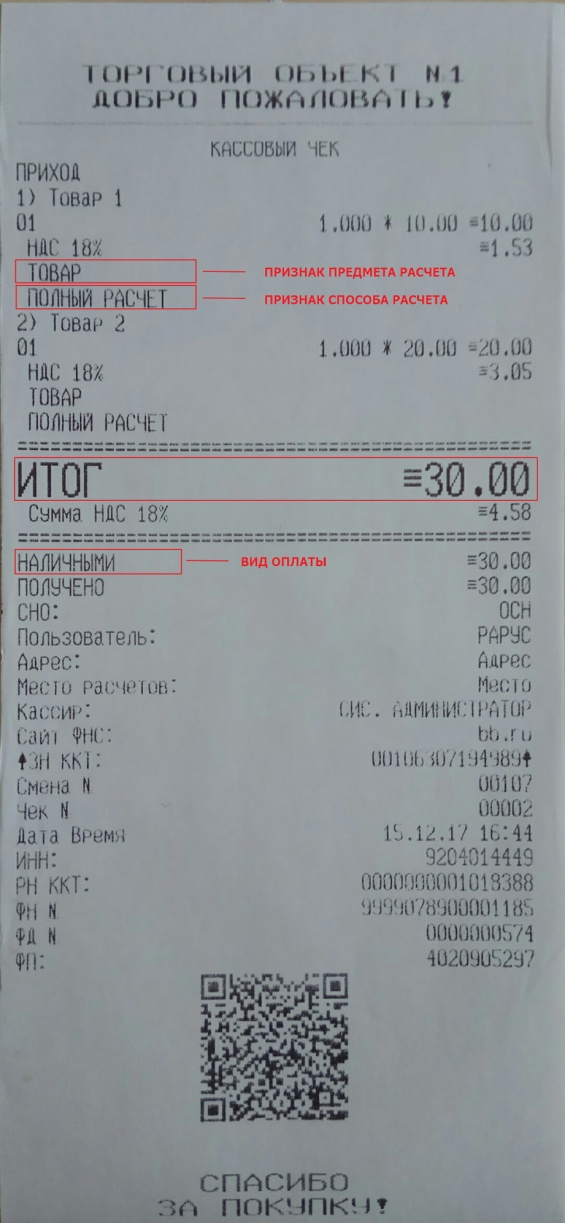 ТОРГОВЫЙ ОБЪЕКТ N1
ДОБРО ПОЖАЛОВАТЬ!
КАССОВЫЙ ЧЕК
ПРИХОД
1) Товар 1
01 1.000 * 10.00 ≡10.00
НДС 18% ≡1.53
ТОВАР ПРИЗНАК ПРЕДМЕТА РАСЧЕТА
ПОЛНЫЙ РАСЧЕТ ПРИЗНАК СПОСОБА РАСЧЕТА
2) Товар 2
01 1.000 * 20.00 ≡20.00
НДС 18% ≡3.05
ТОВАР
ПОЛНЫЙ РАСЧЕТ
ИТОГ ≡30.00
Сумма НДС 18% ≡4.58
НАЛИЧНЫМИ ВИД ОПЛАТЫ ≡30.00
ПОЛУЧЕНО ≡30.00
СНО: ОСН
Пользователь: РАРУС
Адрес: Адрес
Место расчетов: Место
Кассир: СИС. АДМИНИСТРАТОР
Сайт ФНС: bb.ru
↑ЗН ККТ: 00106307194989↑
Смена N 00107
Чек N 00002
Дата Время 15.12.17 16:44
ИНН: 9204014449
РН ККТ: 0000000001018388
ФН N 9999078900001185
ФД N 0000000574
ФП: 4020905297
СПАСИБО
ЗА ПОКУПКУ!